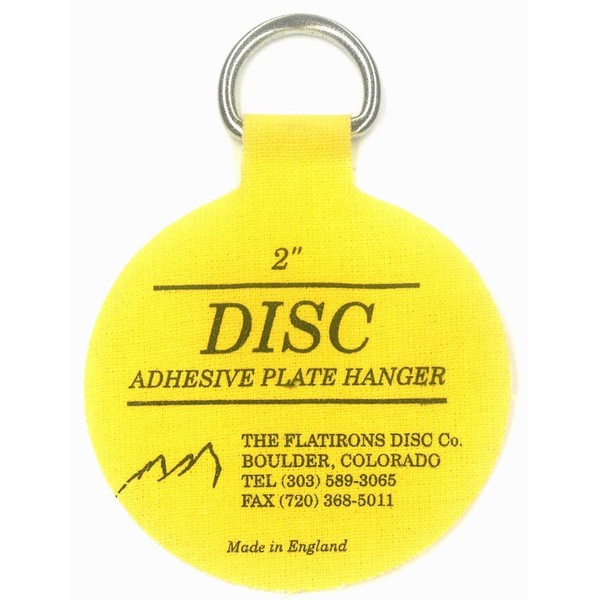 2"
DISC
ADHESIVE PLATE HANGER
THE FLATIRONS DISC Co.
BOULDER, COLORADO
TEL (303) 589-3065
FAX (720) 368-5011
Made in England